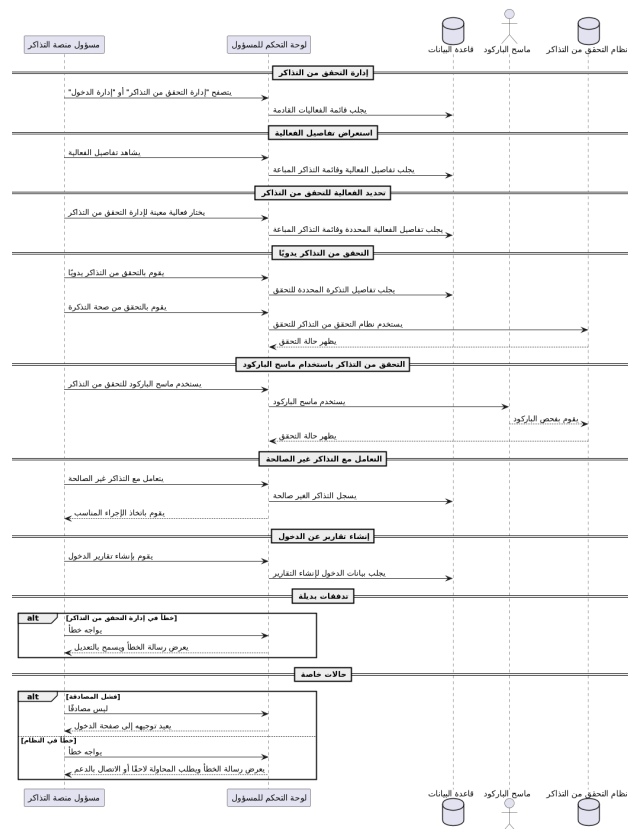 مسؤول منصة التذاكر
لوحة التحكم للمسؤول
قاعدة البيانات
ماسح الباركود
نظام التحقق من التذاكر
إدارة التحقق من التذاكر
يتصفح "إدارة التحقق من التذاكر" أو "إدارة الدخول"
يجلب قائمة الفعاليات القادمة
استعراض تفاصيل الفعالية
يشاهد تفاصيل الفعالية
يجلب تفاصيل الفعالية وقائمة التذاكر المباعة
تحديد الفعالية للتحقق من التذاكر
يختار فعالية معينة لإدارة التحقق من التذاكر
يجلب تفاصيل الفعالية المحددة وقائمة التذاكر المباعة
التحقق من التذاكر يدويًا
يقوم بالتحقق من التذاكر يدويًا
يجلب تفاصيل التذكرة المحددة للتحقق
يقوم بالتحقق من صحة التذكرة
يستخدم نظام التحقق من التذاكر للتحقق
يظهر حالة التحقق
التحقق من التذاكر باستخدام ماسح الباركود
يستخدم ماسح الباركود للتحقق من التذاكر
يستخدم ماسح الباركود
يقوم بفحص الباركود
يظهر حالة التحقق
التعامل مع التذاكر غير الصالحة
يتعامل مع التذاكر غير الصالحة
يسجل التذاكر الغير صالحة
يقوم باتخاذ الإجراء المناسب
إنشاء تقارير عن الدخول
يقوم بإنشاء تقارير الدخول
يجلب بيانات الدخول لإنشاء التقارير
تدفقات بديلة
alt [خطأ في إدارة التحقق من التذاكر]
يواجه خطأ
يعرض رسالة الخطأ ويسمح بالتعديل
حالات خاصة
alt [فشل المصادقة]
ليس مصادقًا
يعيد توجيهه إلى صفحة الدخول
[خطأ في النظام]
يواجه خطأ
يعرض رسالة الخطأ ويطلب المحاولة لاحقًا أو الاتصال بالدعم
مسؤول منصة التذاكر
لوحة التحكم للمسؤول
قاعدة البيانات
ماسح الباركود
نظام التحقق من التذاكر